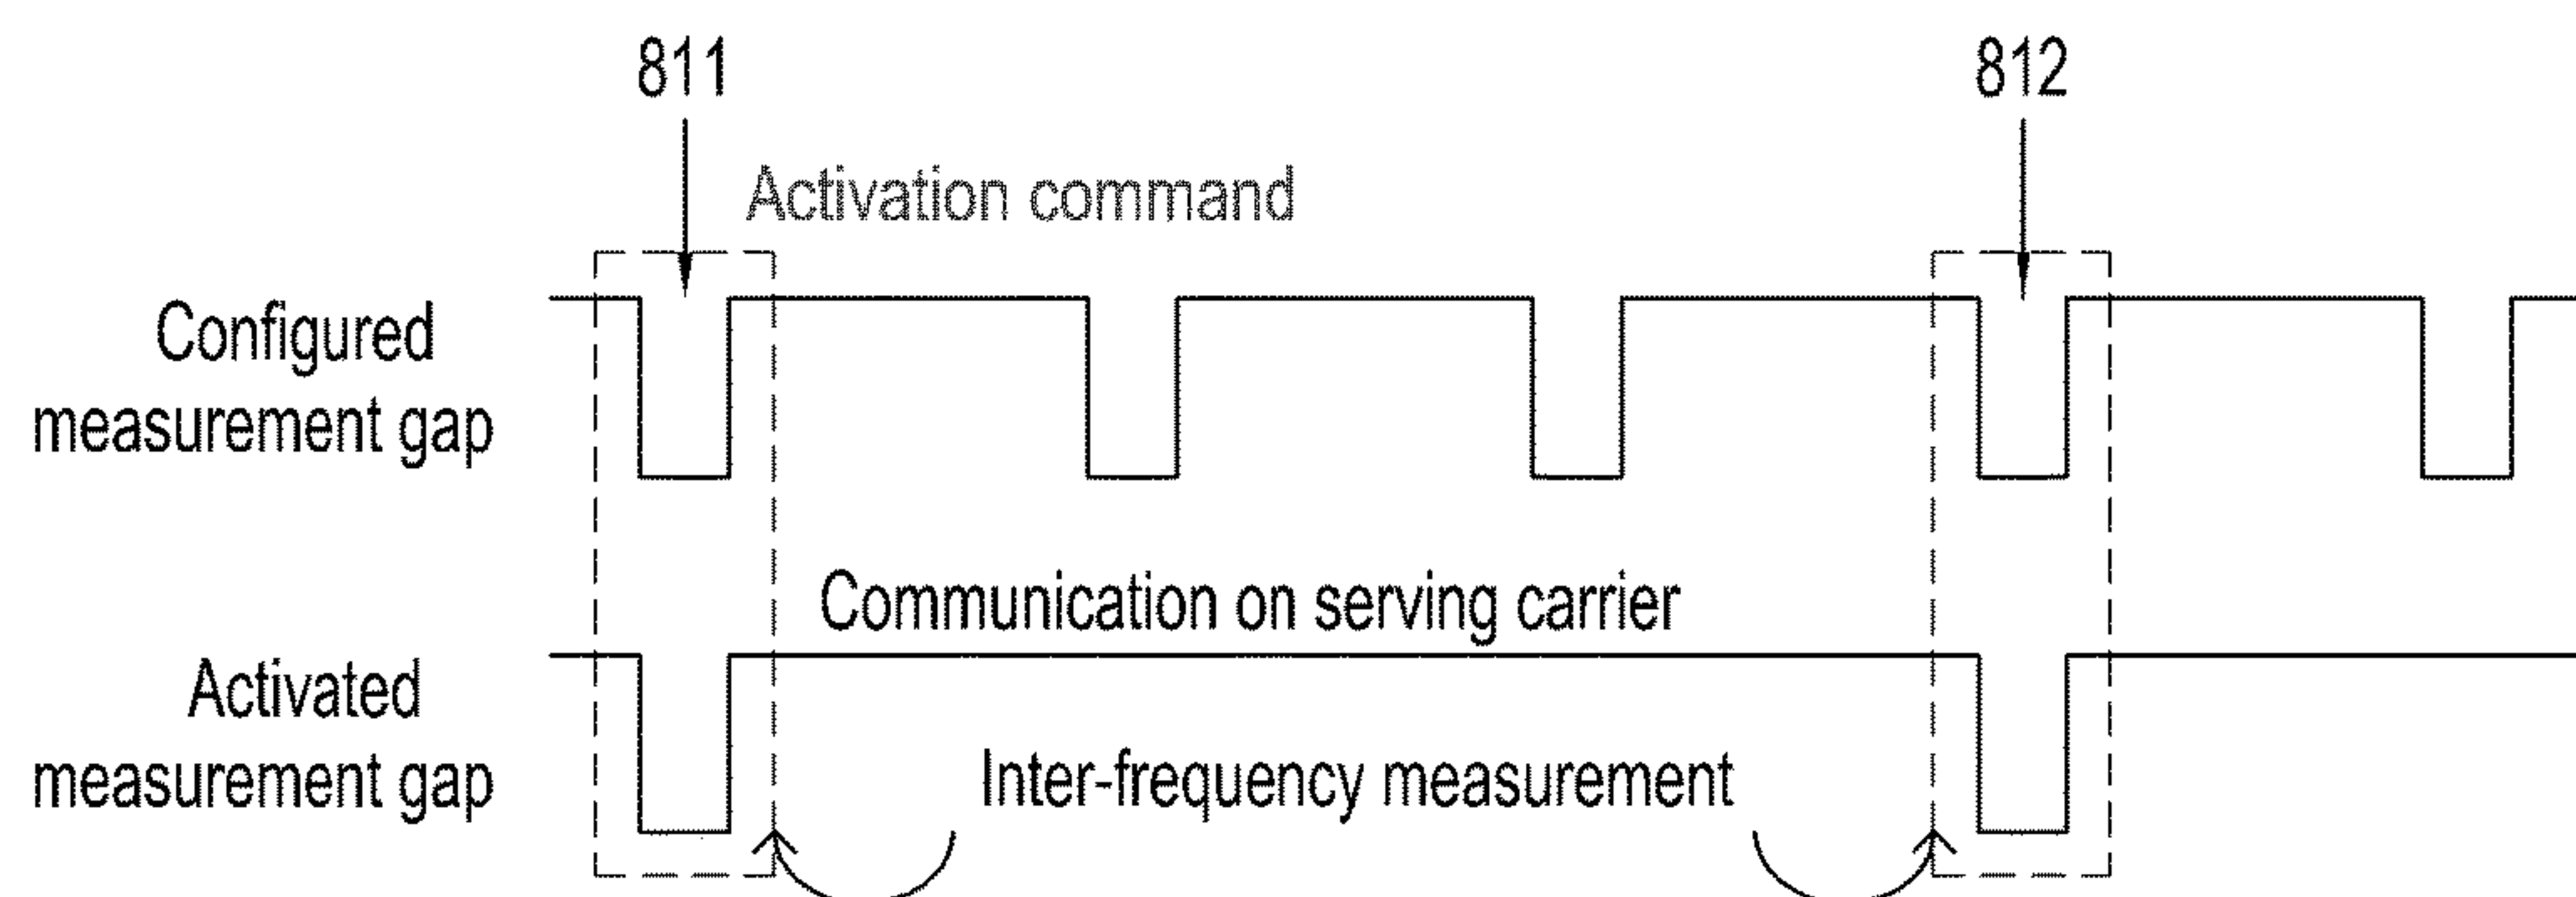 811
812
Activation command
Configured
measurement gap
Communication on serving carrier
Activated
measurement gap
Inter-frequency measurement